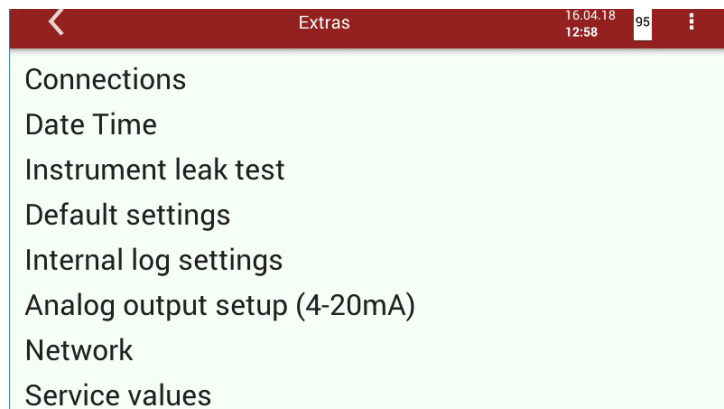 Extras
16.04.18
12:58
95
Connections
Date Time
Instrument leak test
Default settings
Internal log settings
Analog output setup (4-20mA)
Network
Service values